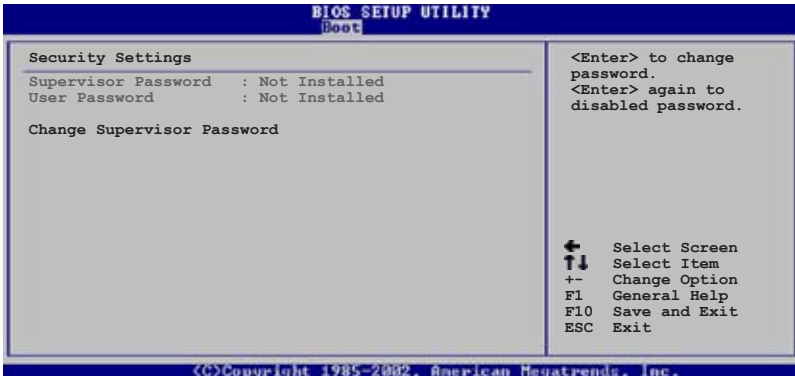 BIOS SETUP UTILITY
Boot
Security Settings
Supervisor Password : Not Installed
User Password : Not Installed
Change Supervisor Password
<Enter> to change
password.
<Enter> again to
disabled password.
Select Screen
Select Item
+- Change Option
F1 General Help
F10 Save and Exit
ESC Exit
(C)Copyright 1985-2002, American Megatrends, Inc.